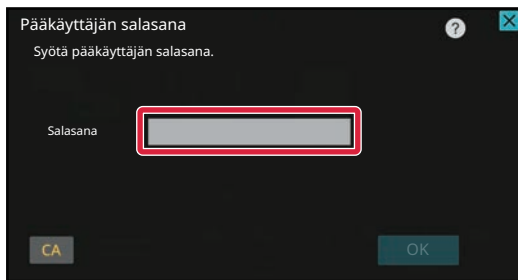 Pääkäyttäjän salasana
?
Syötä pääkäyttäjän salasana.
Salasana
CA
OK